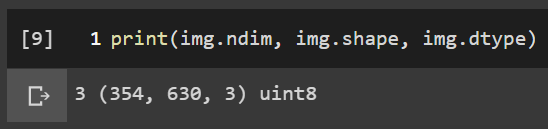 [9] 1 print(img.ndim, img.shape, img.dtype)
3 (354, 630, 3) uint8